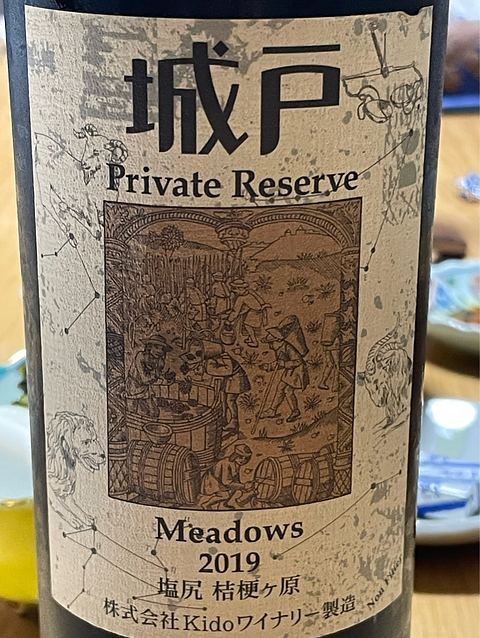 城戸
Private Reserve
Meadows
2019
塩尻 桔梗ヶ原
株式会社Kidoワイナリー製造
Non